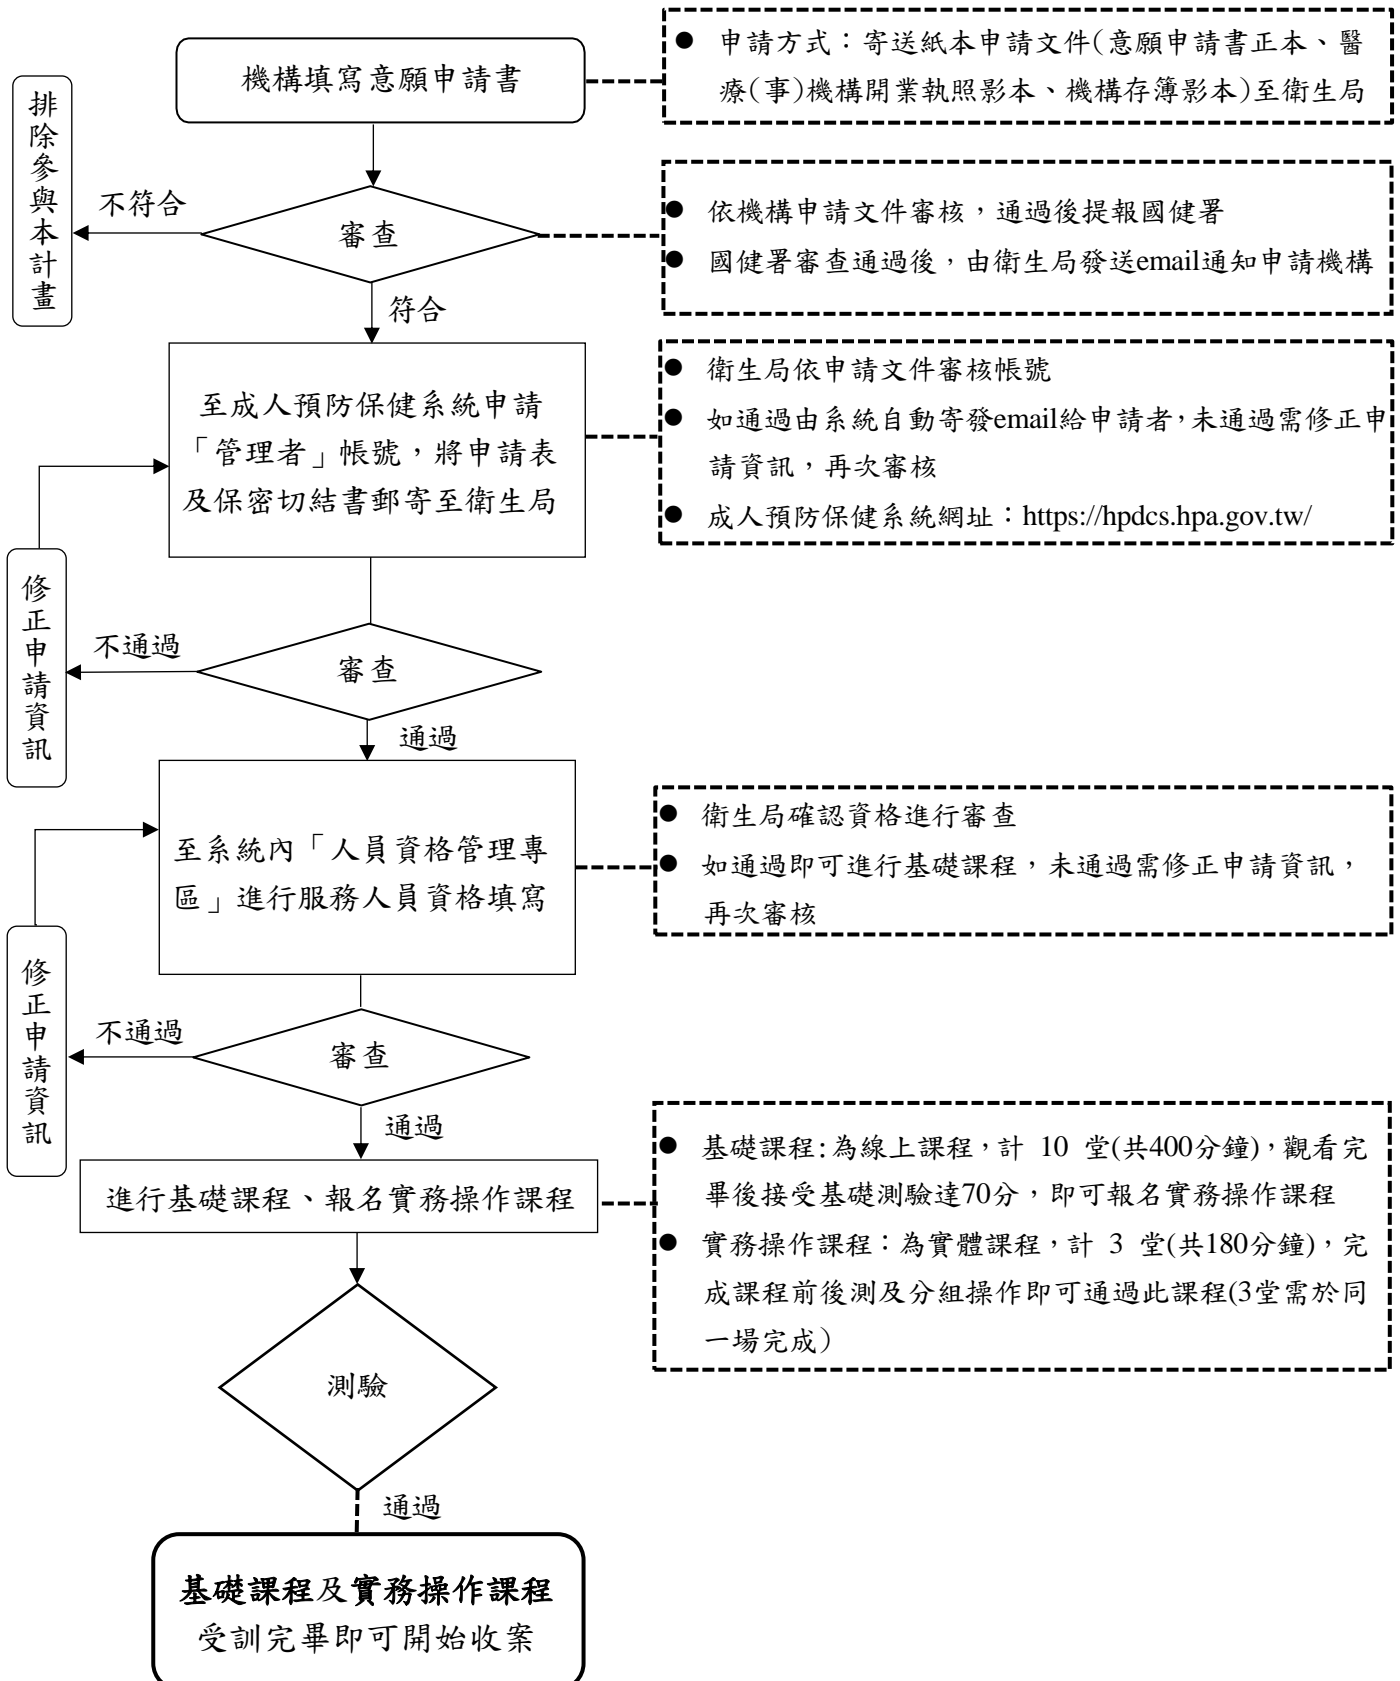 機構填寫意願申請書
● 申請方式：寄送紙本申請文件(意願申請書正本、醫
療(事)機構開業執照影本、機構存簿影本)至衛生局
排除參與本計畫
不符合
審查
● 依機構申請文件審核，通過後提報國健署
● 國健署審查通過後，由衛生局發送email通知申請機構
符合
至成人預防保健系統申請
「管理者」帳號，將申請表
及保密切結書郵寄至衛生局
● 衛生局依申請文件審核帳號
● 如通過由系統自動寄發email給申請者，未通過需修正申
請資訊，再次審核
● 成人預防保健系統網址：https://hpdcs.hpa.gov.tw/
修正申請資訊
不通過
審查
通過
至系統內「人員資格管理專
區」進行服務人員資格填寫
● 衛生局確認資格進行審查
● 如通過即可進行基礎課程，未通過需修正申請資訊，
再次審核
修正申請資訊
不通過
審查
通過
進行基礎課程、報名實務操作課程
● 基礎課程:為線上課程，計 10 堂(共400分鐘)，觀看完
畢後接受基礎測驗達70分，即可報名實務操作課程
● 實務操作課程：為實體課程，計 3 堂(共180分鐘)，完
成課程前後測及分組操作即可通過此課程(3堂需於同
一場完成）
測驗
通過
基礎課程及實務操作課程
受訓完畢即可開始收案